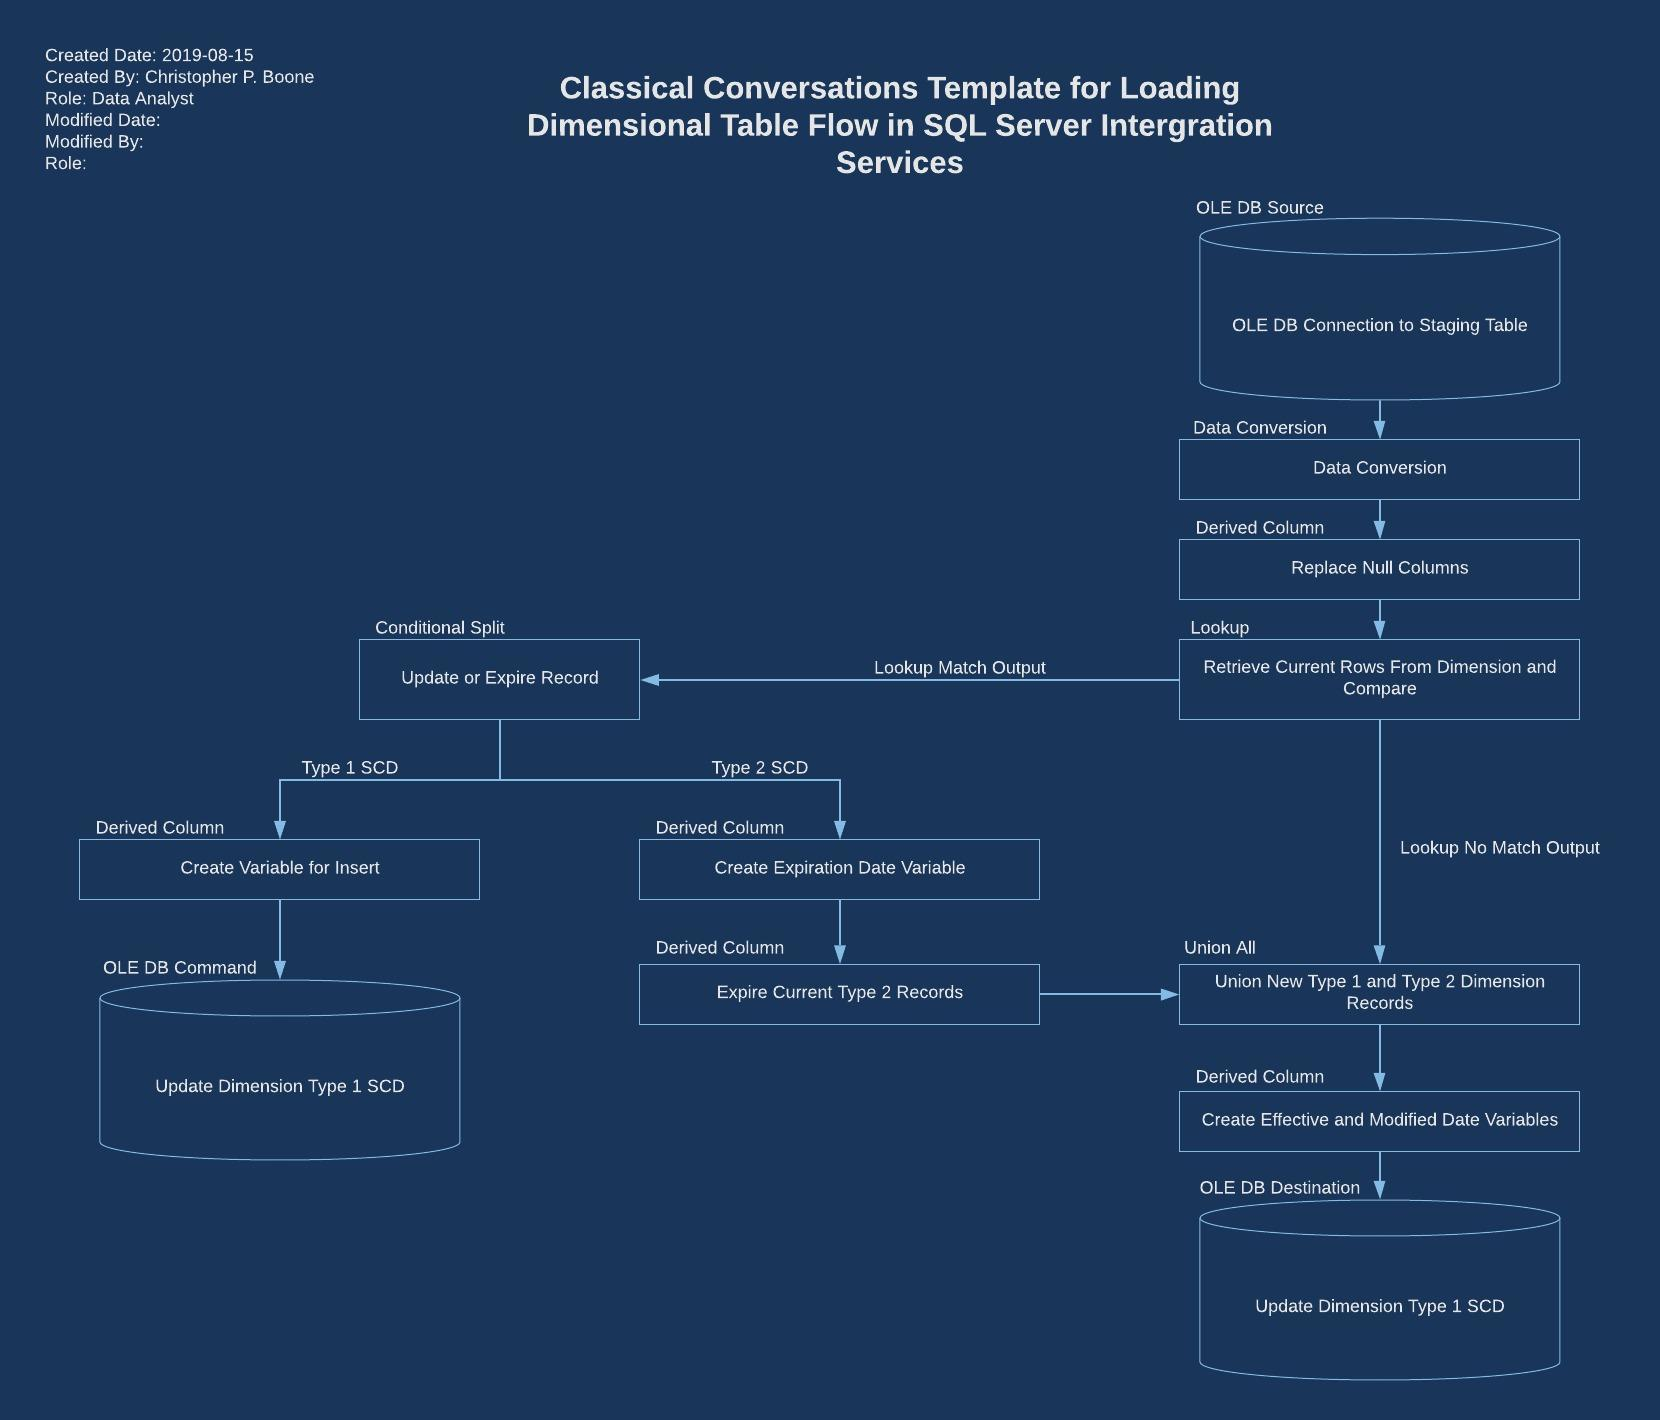 Created Date: 2019-08-15
Created By: Christopher P. Boone
Role: Data Analyst
Modified Date:
Modified By:
Role:
Classical Conversations Template for Loading
Dimensional Table Flow in SQL Server Intergration
Services
OLE DB Source
OLE DB Connection to Staging Table
Data Conversion
Data Conversion
Derived Column
Replace Null Columns
Lookup
Retrieve Current Rows From Dimension and
Compare
Lookup Match Output
Conditional Split
Update or Expire Record
Type 1 SCD
Type 2 SCD
Derived Column
Create Variable for Insert
OLE DB Command
Update Dimension Type 1 SCD
Derived Column
Create Expiration Date Variable
Derived Column
Expire Current Type 2 Records
Lookup No Match Output
Union All
Union New Type 1 and Type 2 Dimension
Records
Derived Column
Create Effective and Modified Date Variables
OLE DB Destination
Update Dimension Type 1 SCD